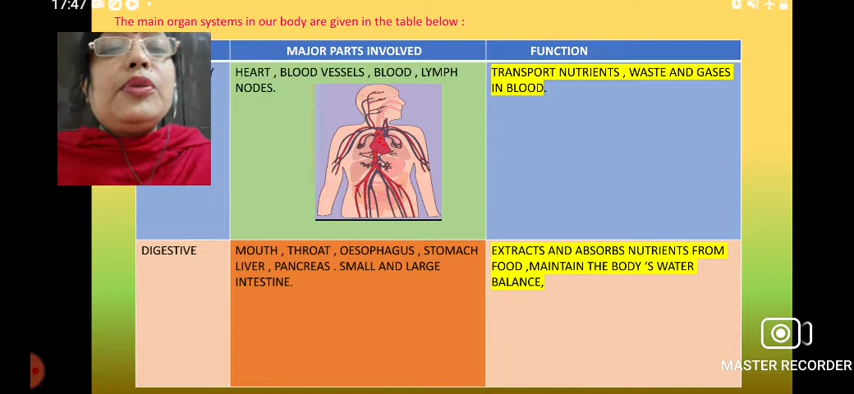 17:47
The main organ systems in our body are given in the table below :
MAJOR PARTS INVOLVED
FUNCTION
Y
HEART , BLOOD VESSELS , BLOOD , LYMPH
NODES.
TRANSPORT NUTRIENTS , WASTE AND GASES
IN BLOOD.
DIGESTIVE
MOUTH , THROAT , OESOPHAGUS , STOMACH
LIVER , PANCREAS . SMALL AND LARGE
INTESTINE.
EXTRACTS AND ABSORBS NUTRIENTS FROM
FOOD ,MAINTAIN THE BODY 'S WATER
BALANCE,
MASTER RECORDER